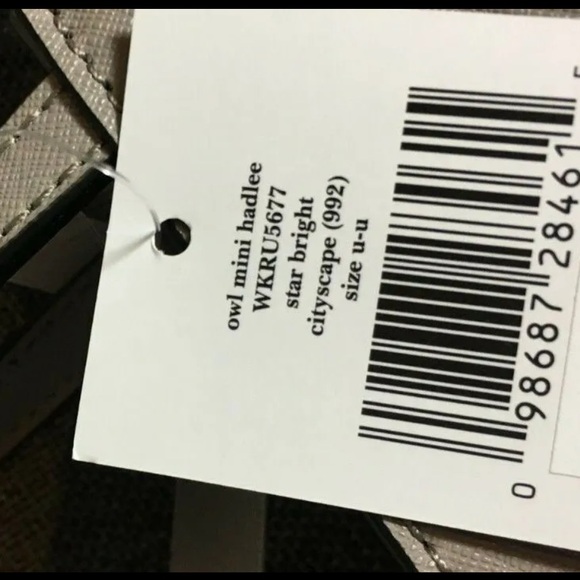 owl mini hadlee
WKRU5677
star bright
cityscape (992)
size u-u
0 98687 28461